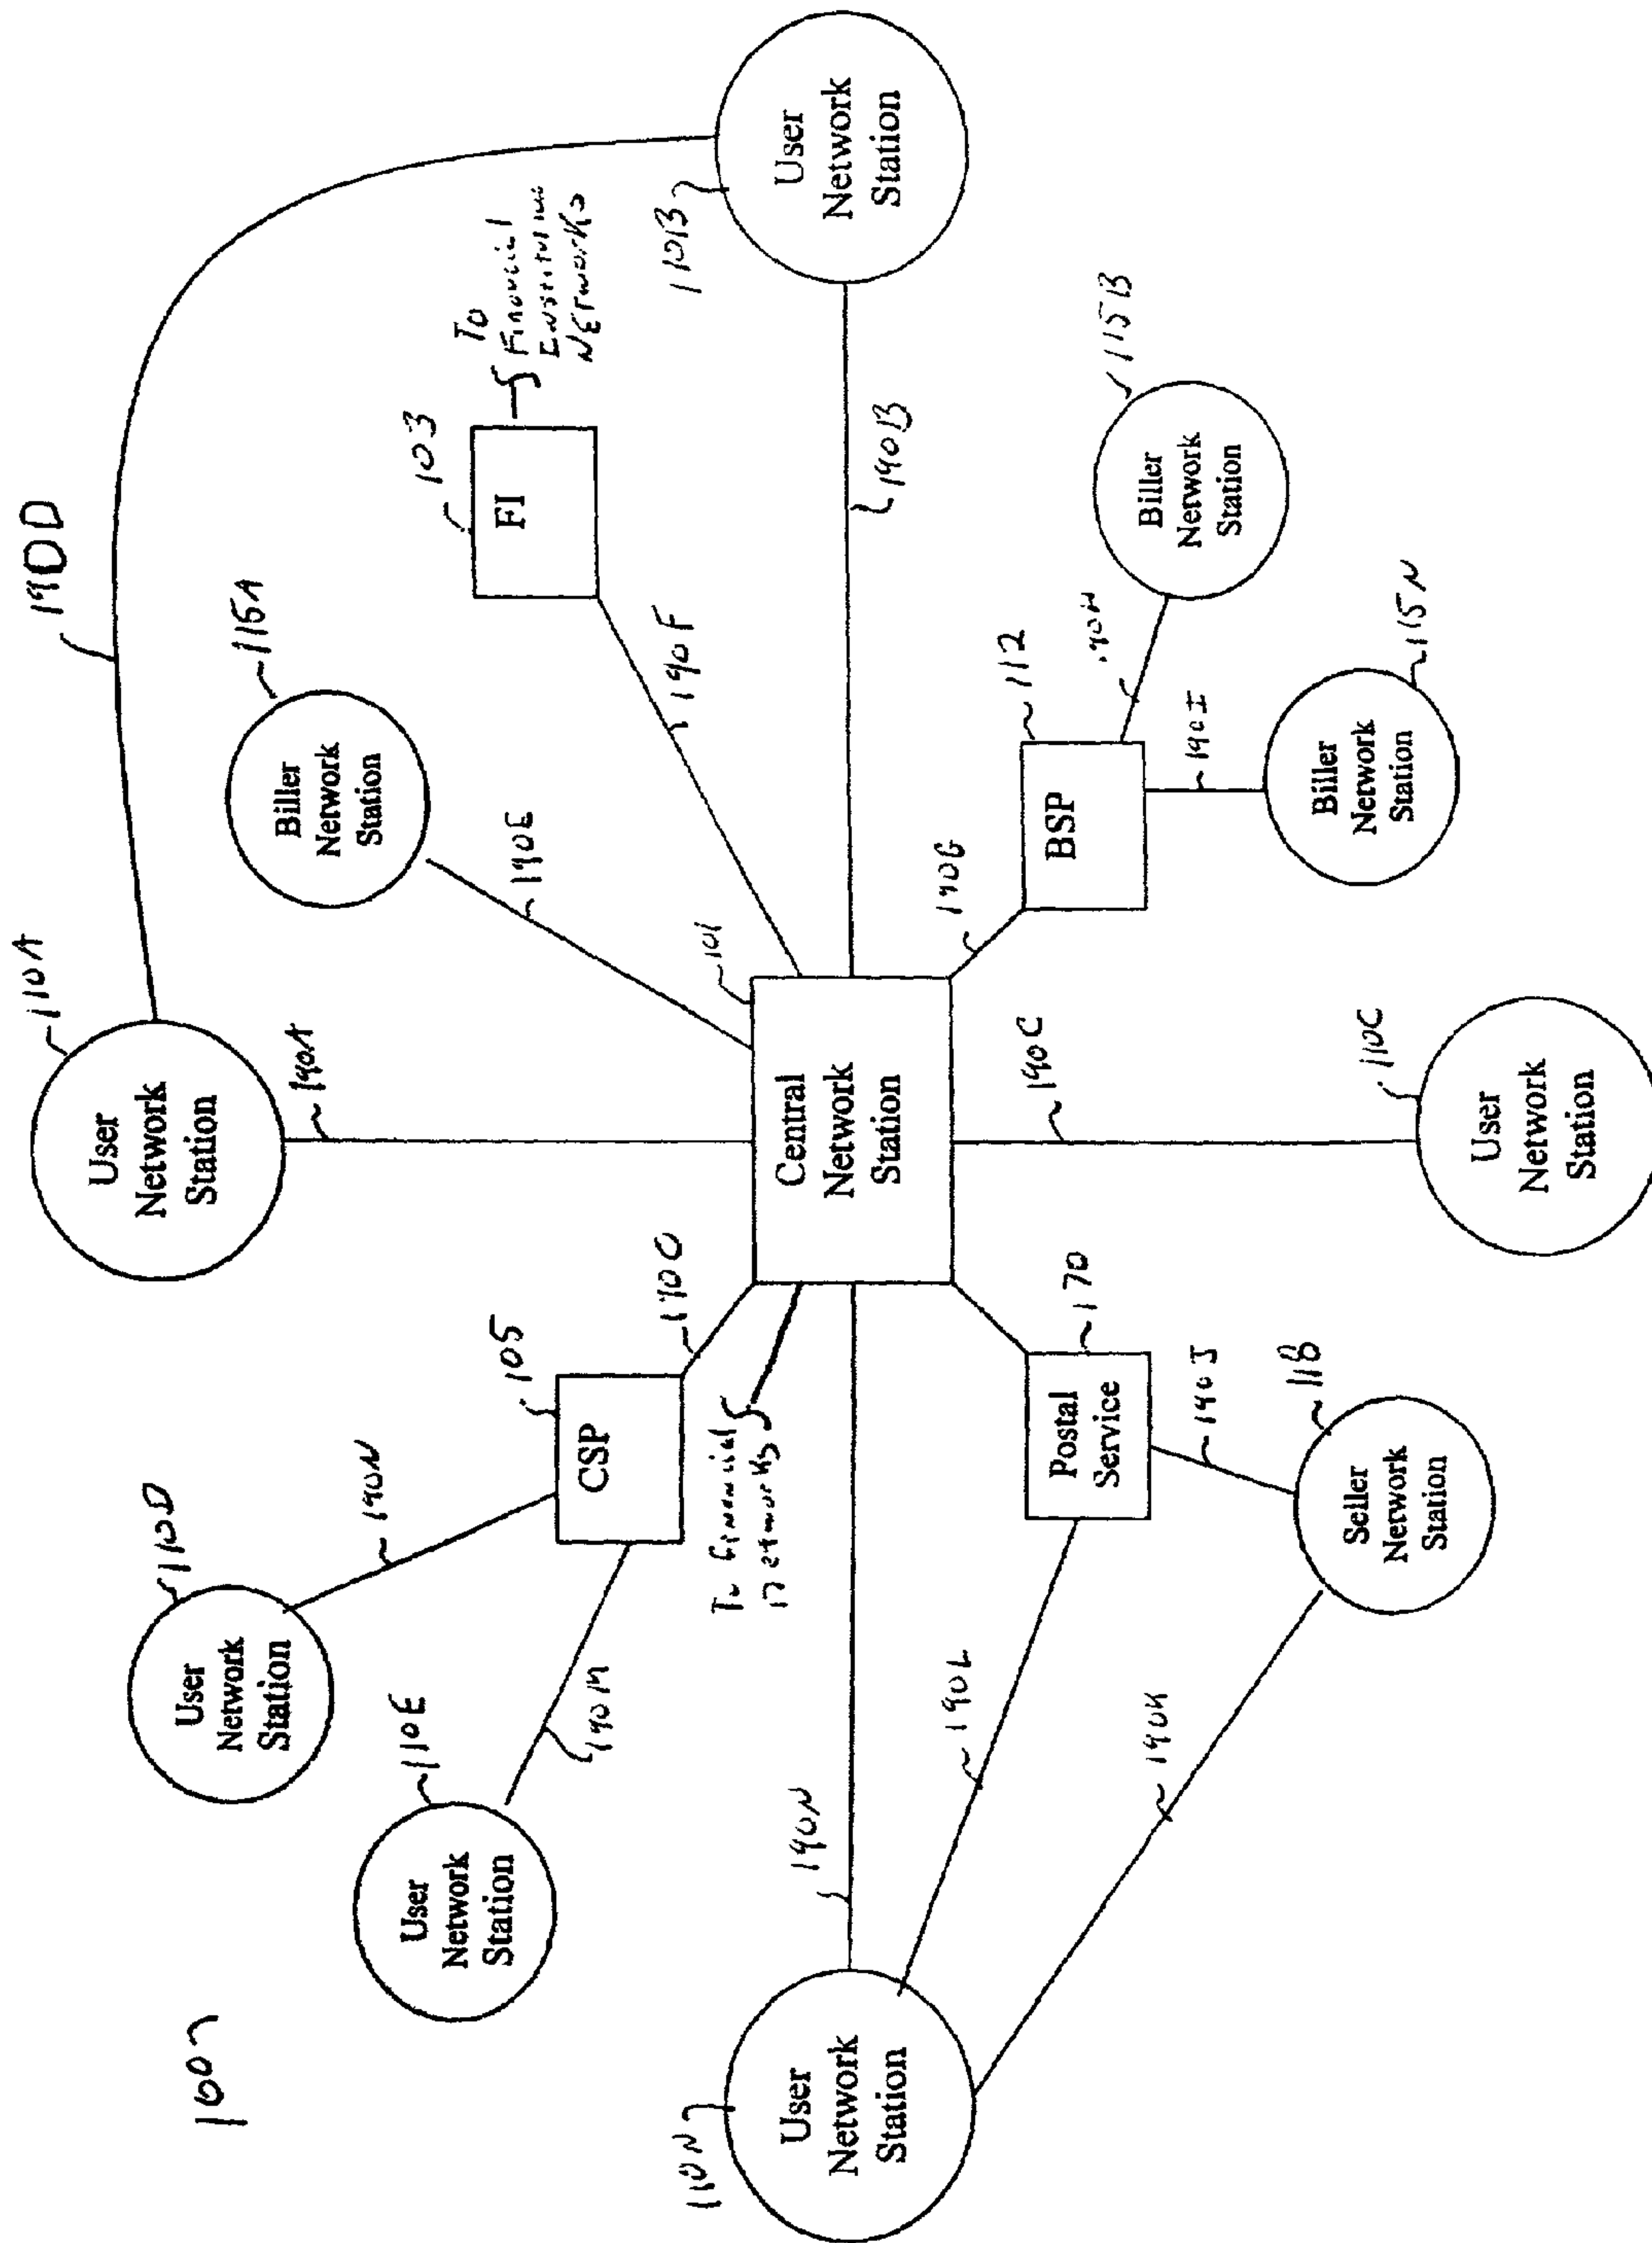 100
190D
110A
User
Network
Station
190A
115A
Biller
Network
Station
190E
103
FI
To
Financial
Networks
190F
110B
User
Network
Station
190B
101
Central
Network
Station
110D
User
Network
Station
190N
110E
User
Network
Station
190M
105
CSP
190O
To Financial
Networks
110N
User
Network
Station
190N
190L
190K
170
Postal
Service
190J
118
Seller
Network
Station
190C
110C
User
Network
Station
190G
112
BSP
190H
115B
Biller
Network
Station
190I
115N
Biller
Network
Station